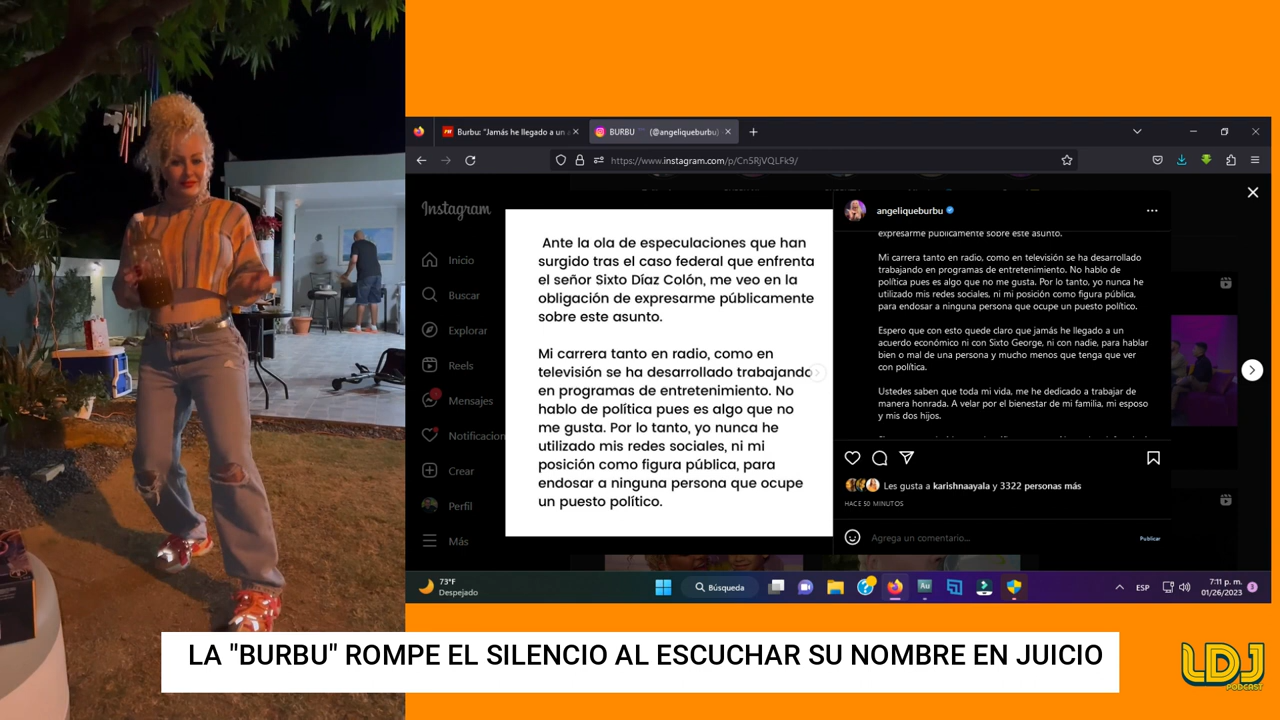 Burbu: "Jamás he llegado a un a
BURBU
(@angeliqueburbu)
https://www.instagram.com/p/Cn5RjVQLFk9/
Instagram
Inicio
Buscar
Explorar
Reels
Mensajes
Notificacion
Crear
Perfil
Más
Ante la ola de especulaciones que han
surgido tras el caso federal que enfrenta
el señor Sixto Díaz Colón, me veo en la
obligación de expresarme públicamente
sobre este asunto.
Mi carrera tanto en radio, como en
televisión se ha desarrollado trabajando
en programas de entretenimiento. No
hablo de política pues es algo que no
me gusta. Por lo tanto, yo nunca he
utilizado mis redes sociales, ni mi
posición como figura pública, para
endosar a ninguna persona que ocupe
un puesto político.
angeliqueburbu
expresarme públicamente sobre este asunto.
Mi carrera tanto en radio, como en televisión se ha desarrollado
trabajando en programas de entretenimiento. No hablo de
política pues es algo que no me gusta. Por lo tanto, yo nunca he
utilizado mis redes sociales, ni mi posición como figura pública,
para endosar a ninguna persona que ocupe un puesto político.
Espero que con esto quede claro que jamás he llegado a un
acuerdo económico ni con Sixto George, ni con nadie, para hablar
bien o mal de una persona y mucho menos que tenga que ver
con política.
Ustedes saben que toda mi vida, me he dedicado a trabajar de
manera honrada. A velar por el bienestar de mi familia, mi esposo
y mis dos hijos.
Les gusta a karishnaayala y 3322 personas más
HACE 50 MINUTOS
Agrega un comentario...
Publicar
73°F
Despejado
Búsqueda
Au
ESP
7:11 p. m.
01/26/2023
3
LA "BURBU" ROMPE EL SILENCIO AL ESCUCHAR SU NOMBRE EN JUICIO
LDJ
PODCAST